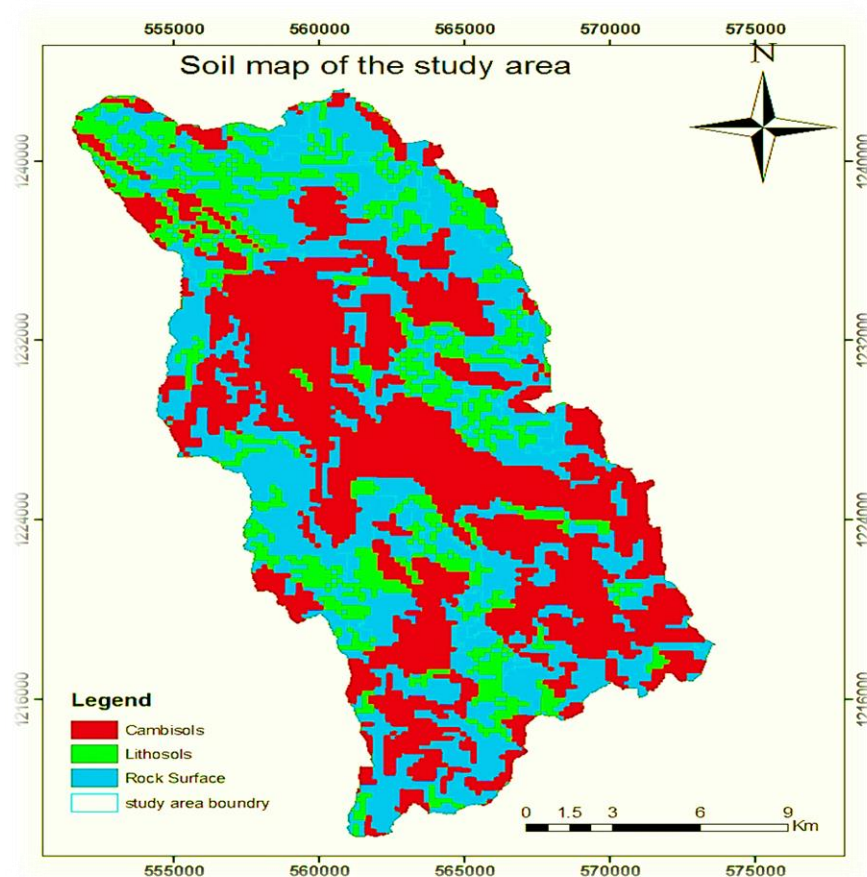 555000 560000 565000 570000 575000
Soil map of the study area
N
1240000 1240000
1232000 1232000
1224000 1224000
1216000 1216000
Legend
Cambisols
Lithosols
Rock Surface
study area boundry
0 1.5 3 6 9
Km
555000 560000 565000 570000 575000